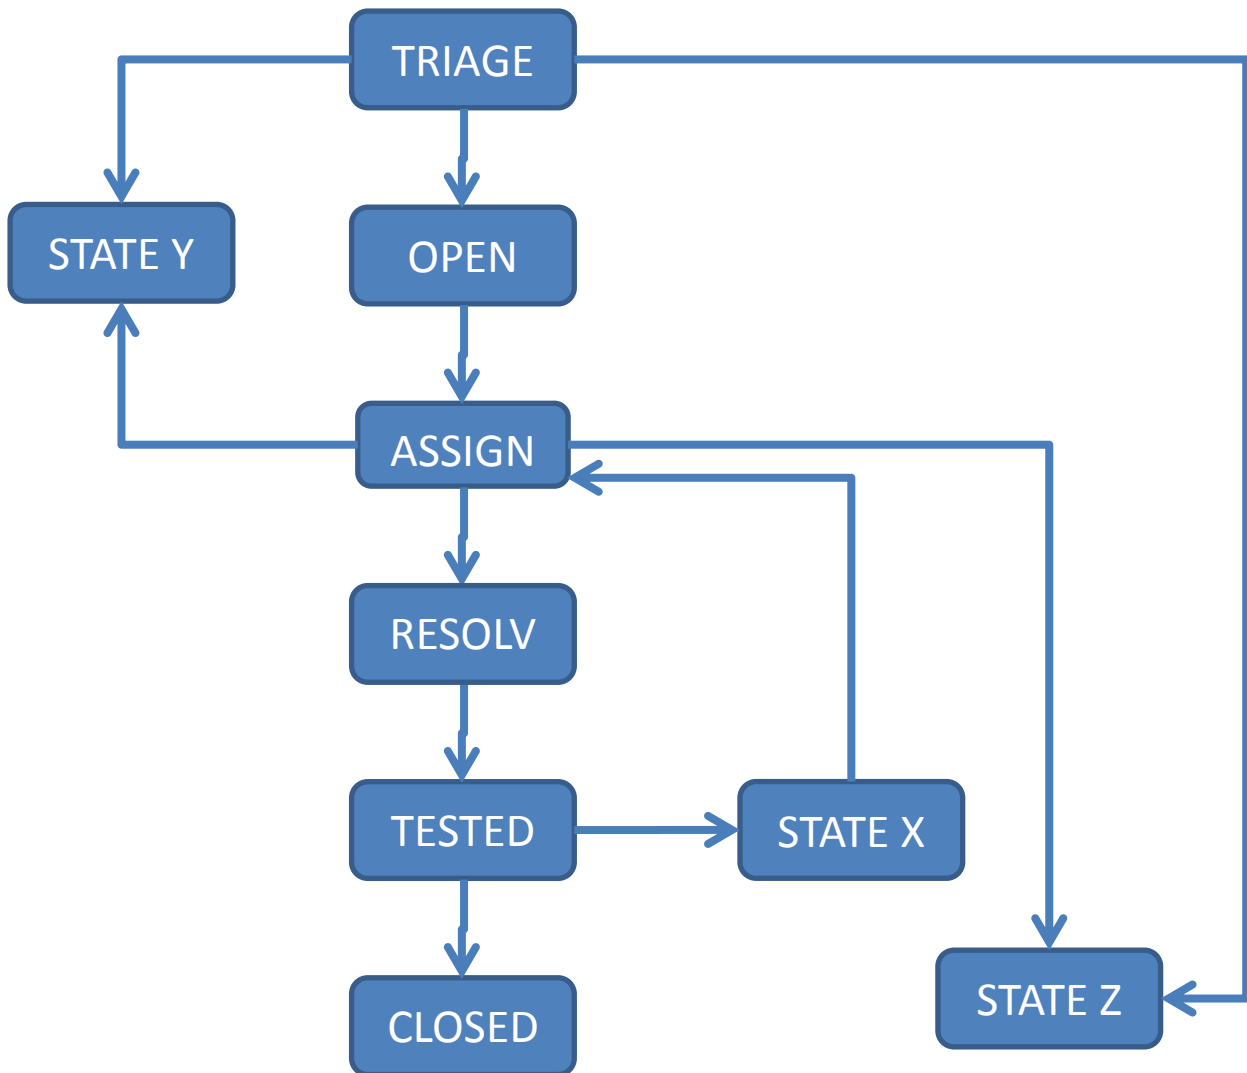 TRIAGE
STATE Y
OPEN
ASSIGN
RESOLV
TESTED
STATE X
STATE Z
CLOSED